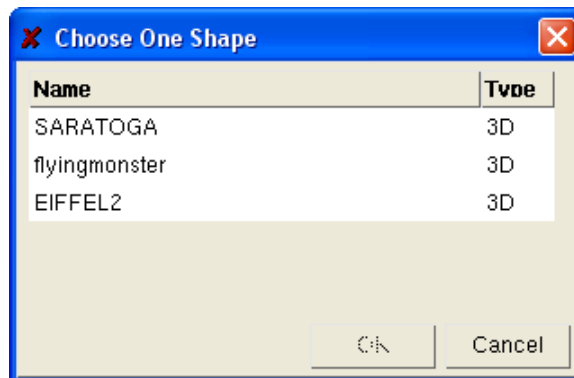 Choose One Shape
Name Type
SARATOGA 3D
flyingmonster 3D
EIFFEL2 3D
OK Cancel